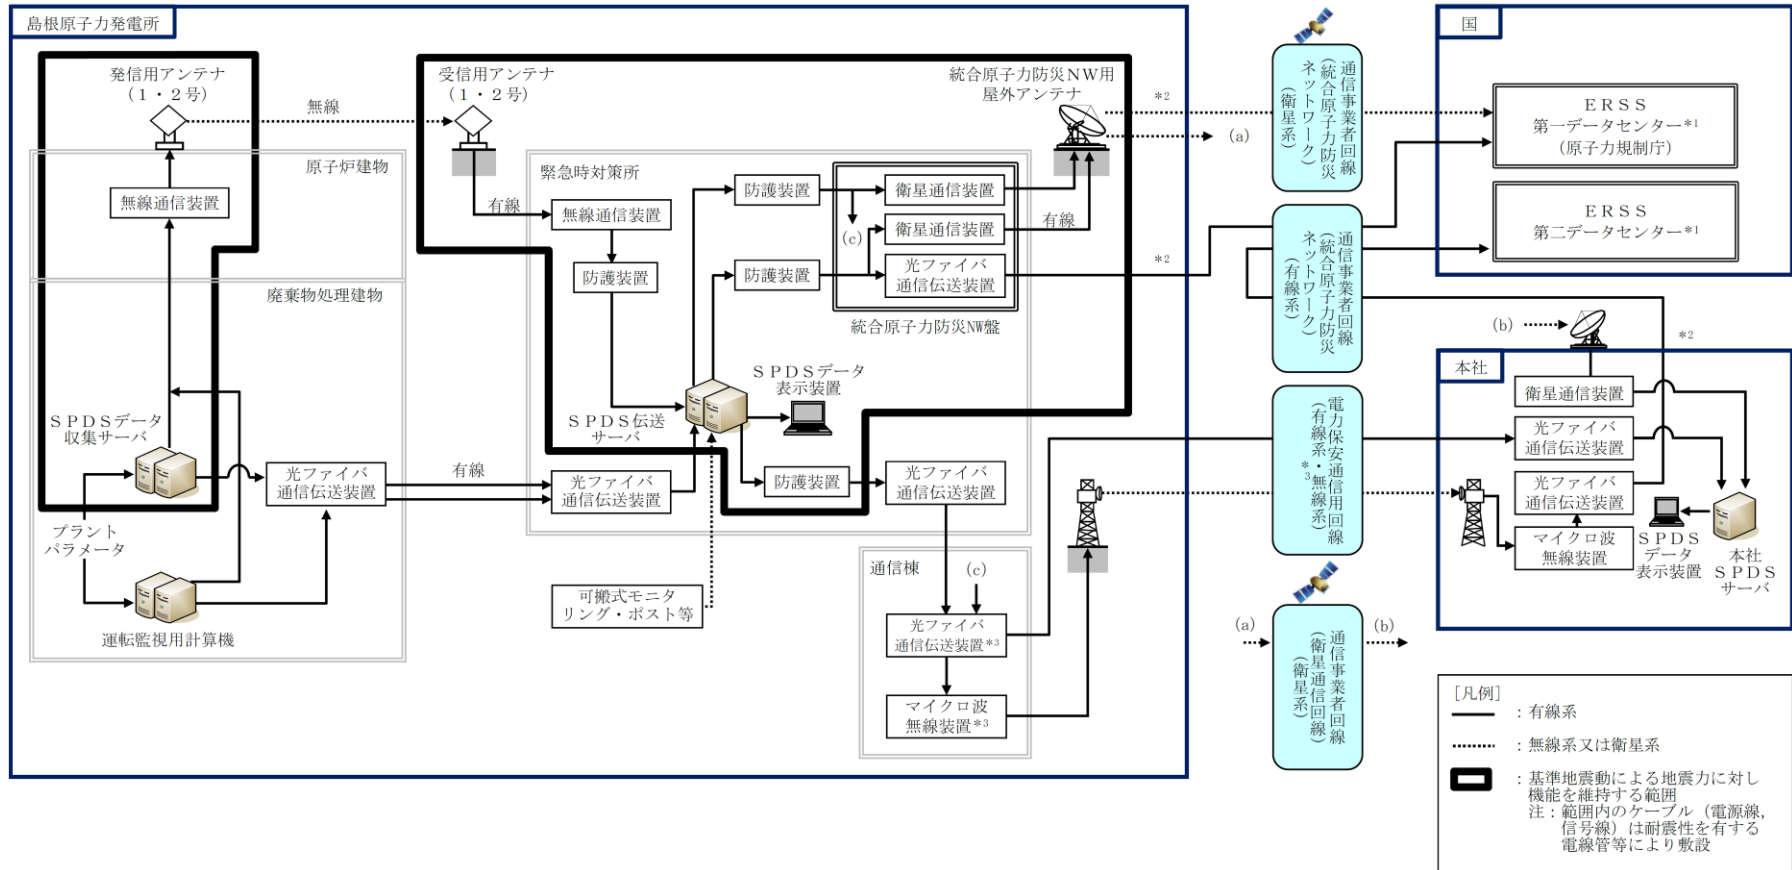 島根原子力発電所
発信用アンテナ
（１・２号）
無線
受信用アンテナ
（１・２号）
統合原子力防災ＮＷ用
屋外アンテナ
*2
(a)
原子炉建物
無線通信装置
廃棄物処理建物
ＳＰＤＳデータ
収集サーバ
プラント
パラメータ
運転監視用計算機
光ファイバ
通信伝送装置
有線
有線
緊急時対策所
無線通信装置
防護装置
防護装置
(c)
衛星通信装置
衛星通信装置
有線
防護装置
光ファイバ
通信伝送装置
*2
統合原子力防災NW盤
ＳＰＤＳ伝送
サーバ
ＳＰＤＳデータ
表示装置
光ファイバ
通信伝送装置
防護装置
光ファイバ
通信伝送装置
可搬式モニタ
リング・ポスト等
通信棟
(c)
光ファイバ
通信伝送装置*3
マイクロ波
無線装置*3
通信事業者回線
（統合原子力防災
ネットワーク）
（衛星系）
通信事業者回線
（統合原子力防災
ネットワーク）
（有線系）
電力保安通信用回線
（有線系・無線系）
*3
(a)
通信事業者回線
（衛星通信回線）
（衛星系）
(b)
国
ＥＲＳＳ
第一データセンター*1
（原子力規制庁）
ＥＲＳＳ
第二データセンター*1
(b)
*2
本社
衛星通信装置
光ファイバ
通信伝送装置
光ファイバ
通信伝送装置
マイクロ波
無線装置
ＳＰＤＳ
データ
表示装置
本社
ＳＰＤＳ
サーバ
［凡例］
：有線系
：無線系又は衛星系
：基準地震動による地震力に対し
機能を維持する範囲
注：範囲内のケーブル（電源線，
信号線）は耐震性を有する
電線管等により敷設